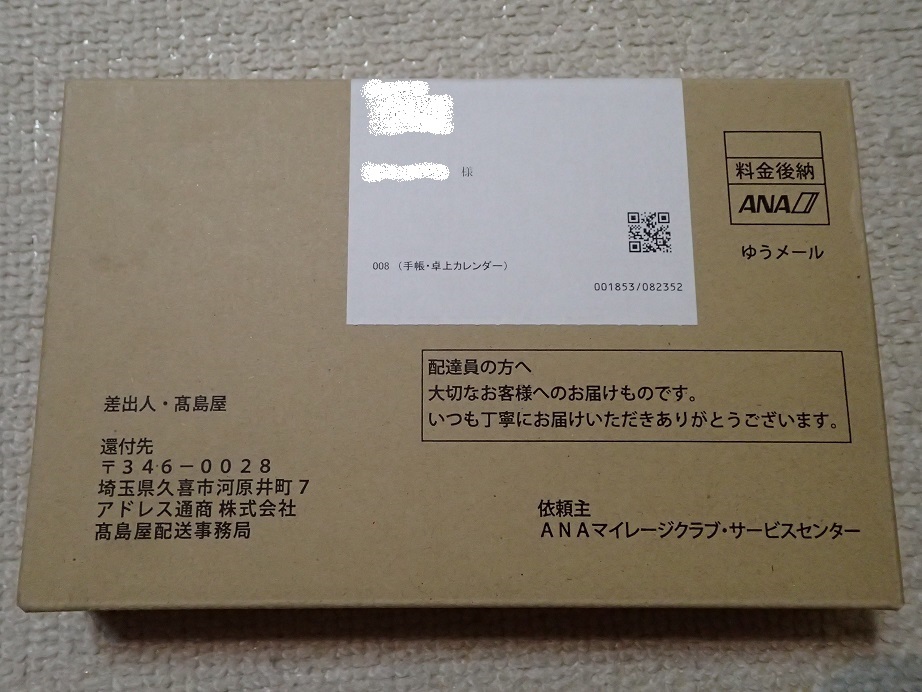 様
008 （手帳・卓上カレンダー）
001853/082352
料金後納
ANA
ゆうメール
配達員の方へ
大切なお客様へのお届けものです。
いつも丁寧にお届けいただきありがとうございます。
差出人・髙島屋
還付先
〒３４６－００２８
埼玉県久喜市河原井町７
アドレス通商 株式会社
髙島屋配送事務局
依頼主
ＡＮＡマイレージクラブ・サービスセンター